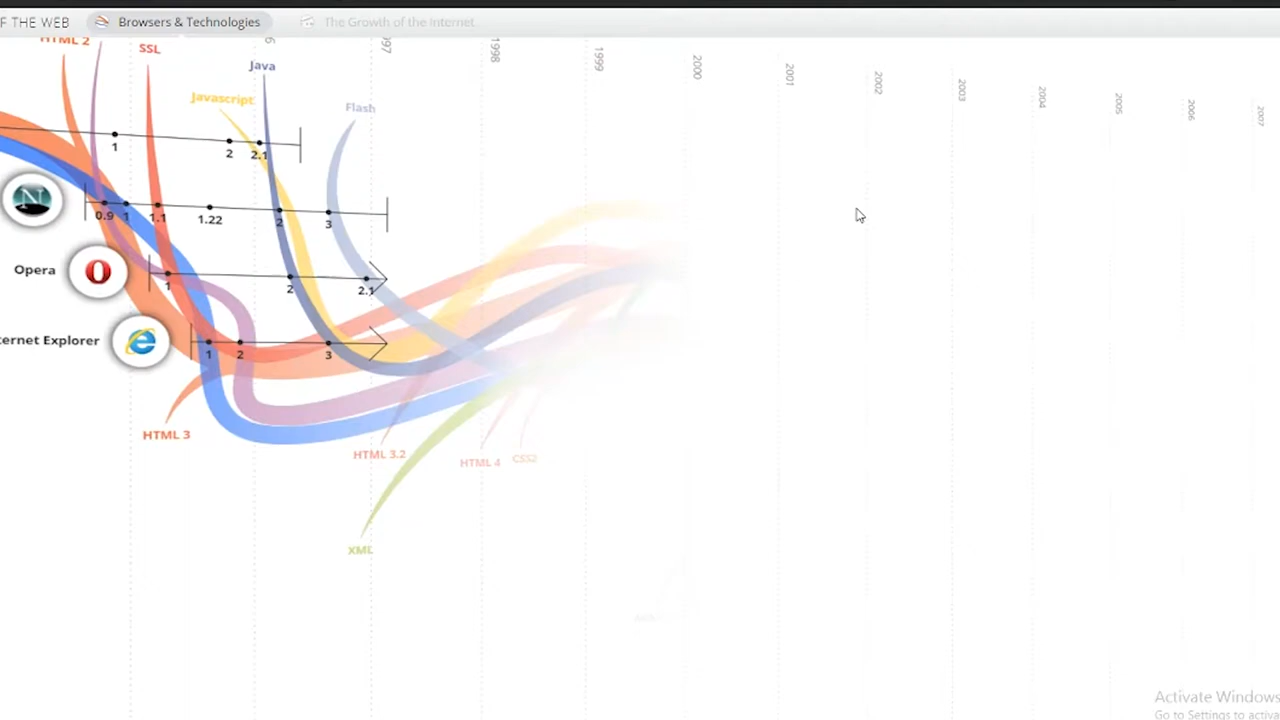 F THE WEB Browsers & Technologies The Growth of the Internet.
HTML 2
SSL
6
97
1998
1999
2000
2001
2002
2003
2004
2005
2006
2007
Java
Javascript
Flash
1
2
2.1
N
0.9
1
1.1
1.22
2
3
Opera
1
2
2.1
ernet Explorer
1
2
3
HTML 3
HTML 3.2
HTML 4
CSS2
XML
Activate Windows
Go to Settings to activa